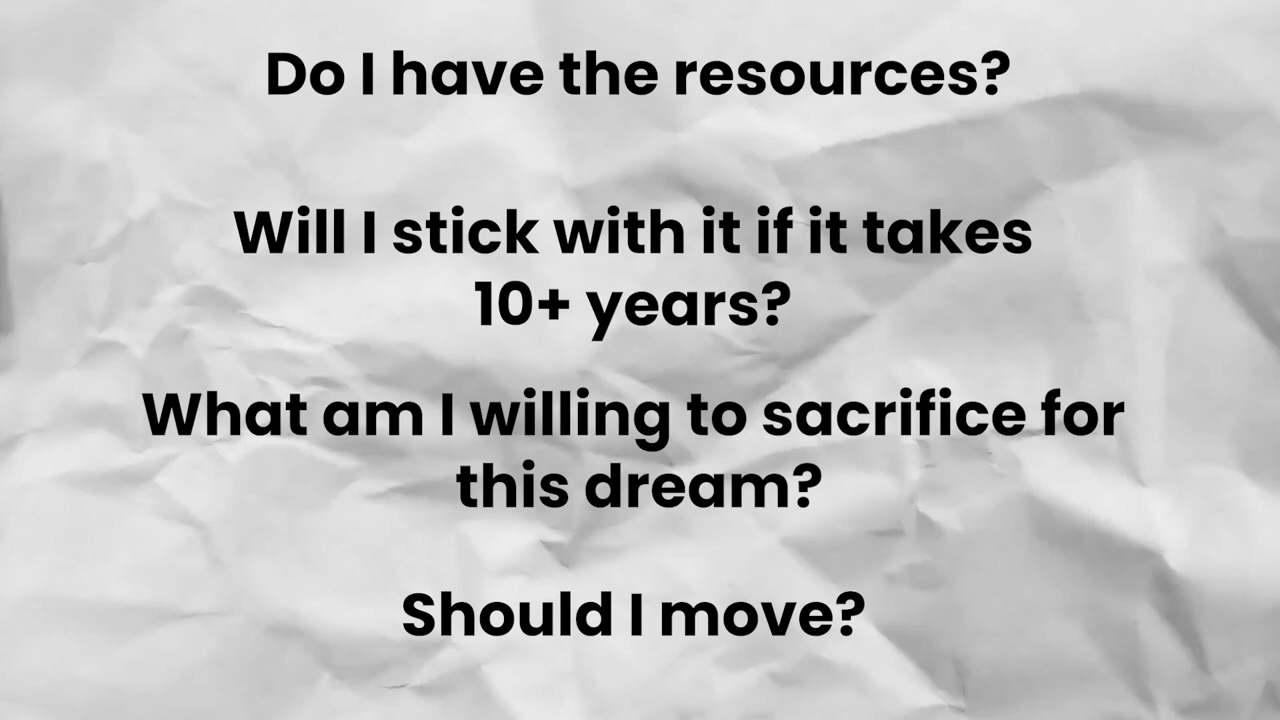 Do I have the resources?
Will I stick with it if it takes
10+ years?
What am I willing to sacrifice for
this dream?
Should I move?